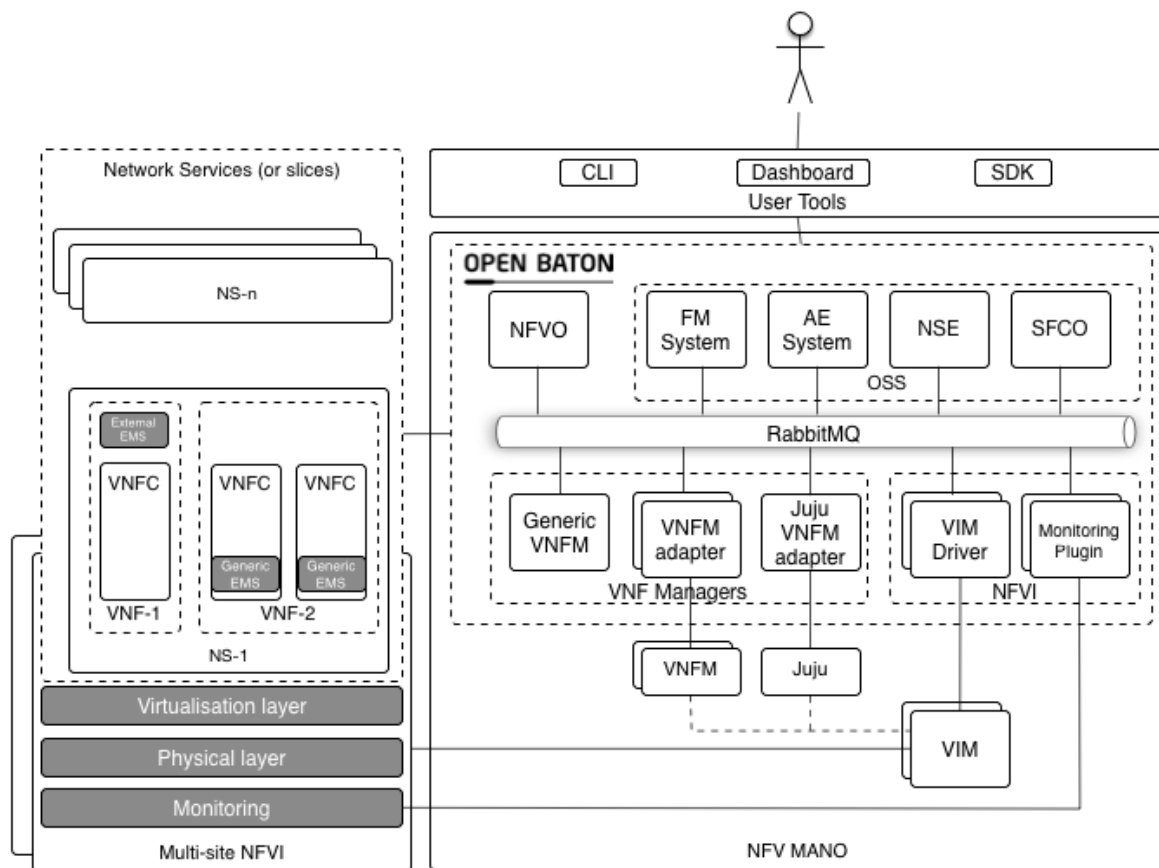 Network Services (or slices)
NS-n
External
EMS
VNFC
VNF-1
VNFC
VNFC
Generic
EMS
Generic
EMS
VNF-2
NS-1
Virtualisation layer
Physical layer
Monitoring
Multi-site NFVI
CLI
Dashboard
SDK
User Tools
OPEN BATON
NFVO
FM
System
AE
System
NSE
SFCO
OSS
RabbitMQ
Generic
VNFM
VNFM
adapter
Juju
VNFM
adapter
VNF Managers
VIM
Driver
Monitoring
Plugin
NFVI
VNFM
Juju
VIM
NFV MANO